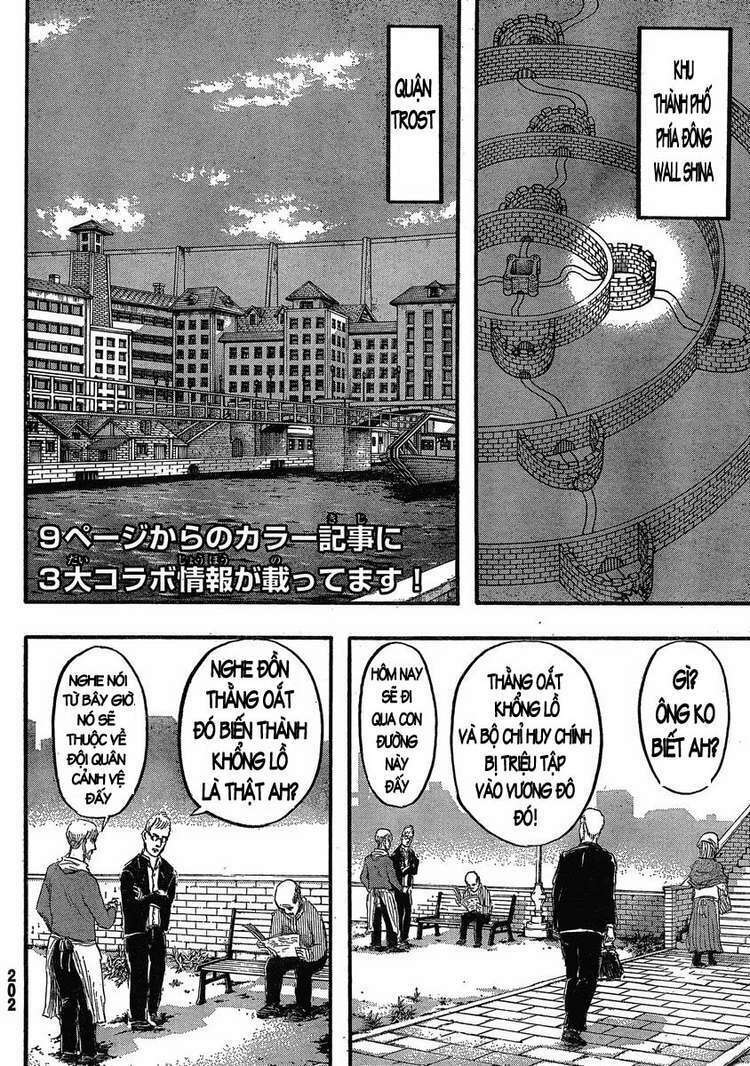 KHU
THÀNH PHỐ
PHÍA ĐÔNG
WALL SHINA
QUẬN
TROST
9ページからのカラー記事に
3大コラボ情報が載ってます!
GÌ?
ÔNG KO
BIẾT AH?
THẰNG OẮT
KHỔNG LỒ
VÀ BỘ CHỈ HUY CHÍNH
BỊ TRIỆU TẬP
VÀO VƯƠNG ĐÔ
ĐÓ!
HÔM NAY
SẼ ĐI
QUA CON
ĐƯỜNG
NÀY
ĐẤY
NGHE ĐỒN
THẰNG OẮT
ĐÓ BIẾN THÀNH
KHỔNG LỒ
LÀ THẬT AH?
NGHE NÓI
TỪ BÂY GIỜ
NÓ SẼ
THUỘC VỀ
ĐỘI QUÂN
CẢNH VỆ
ĐẤY
202